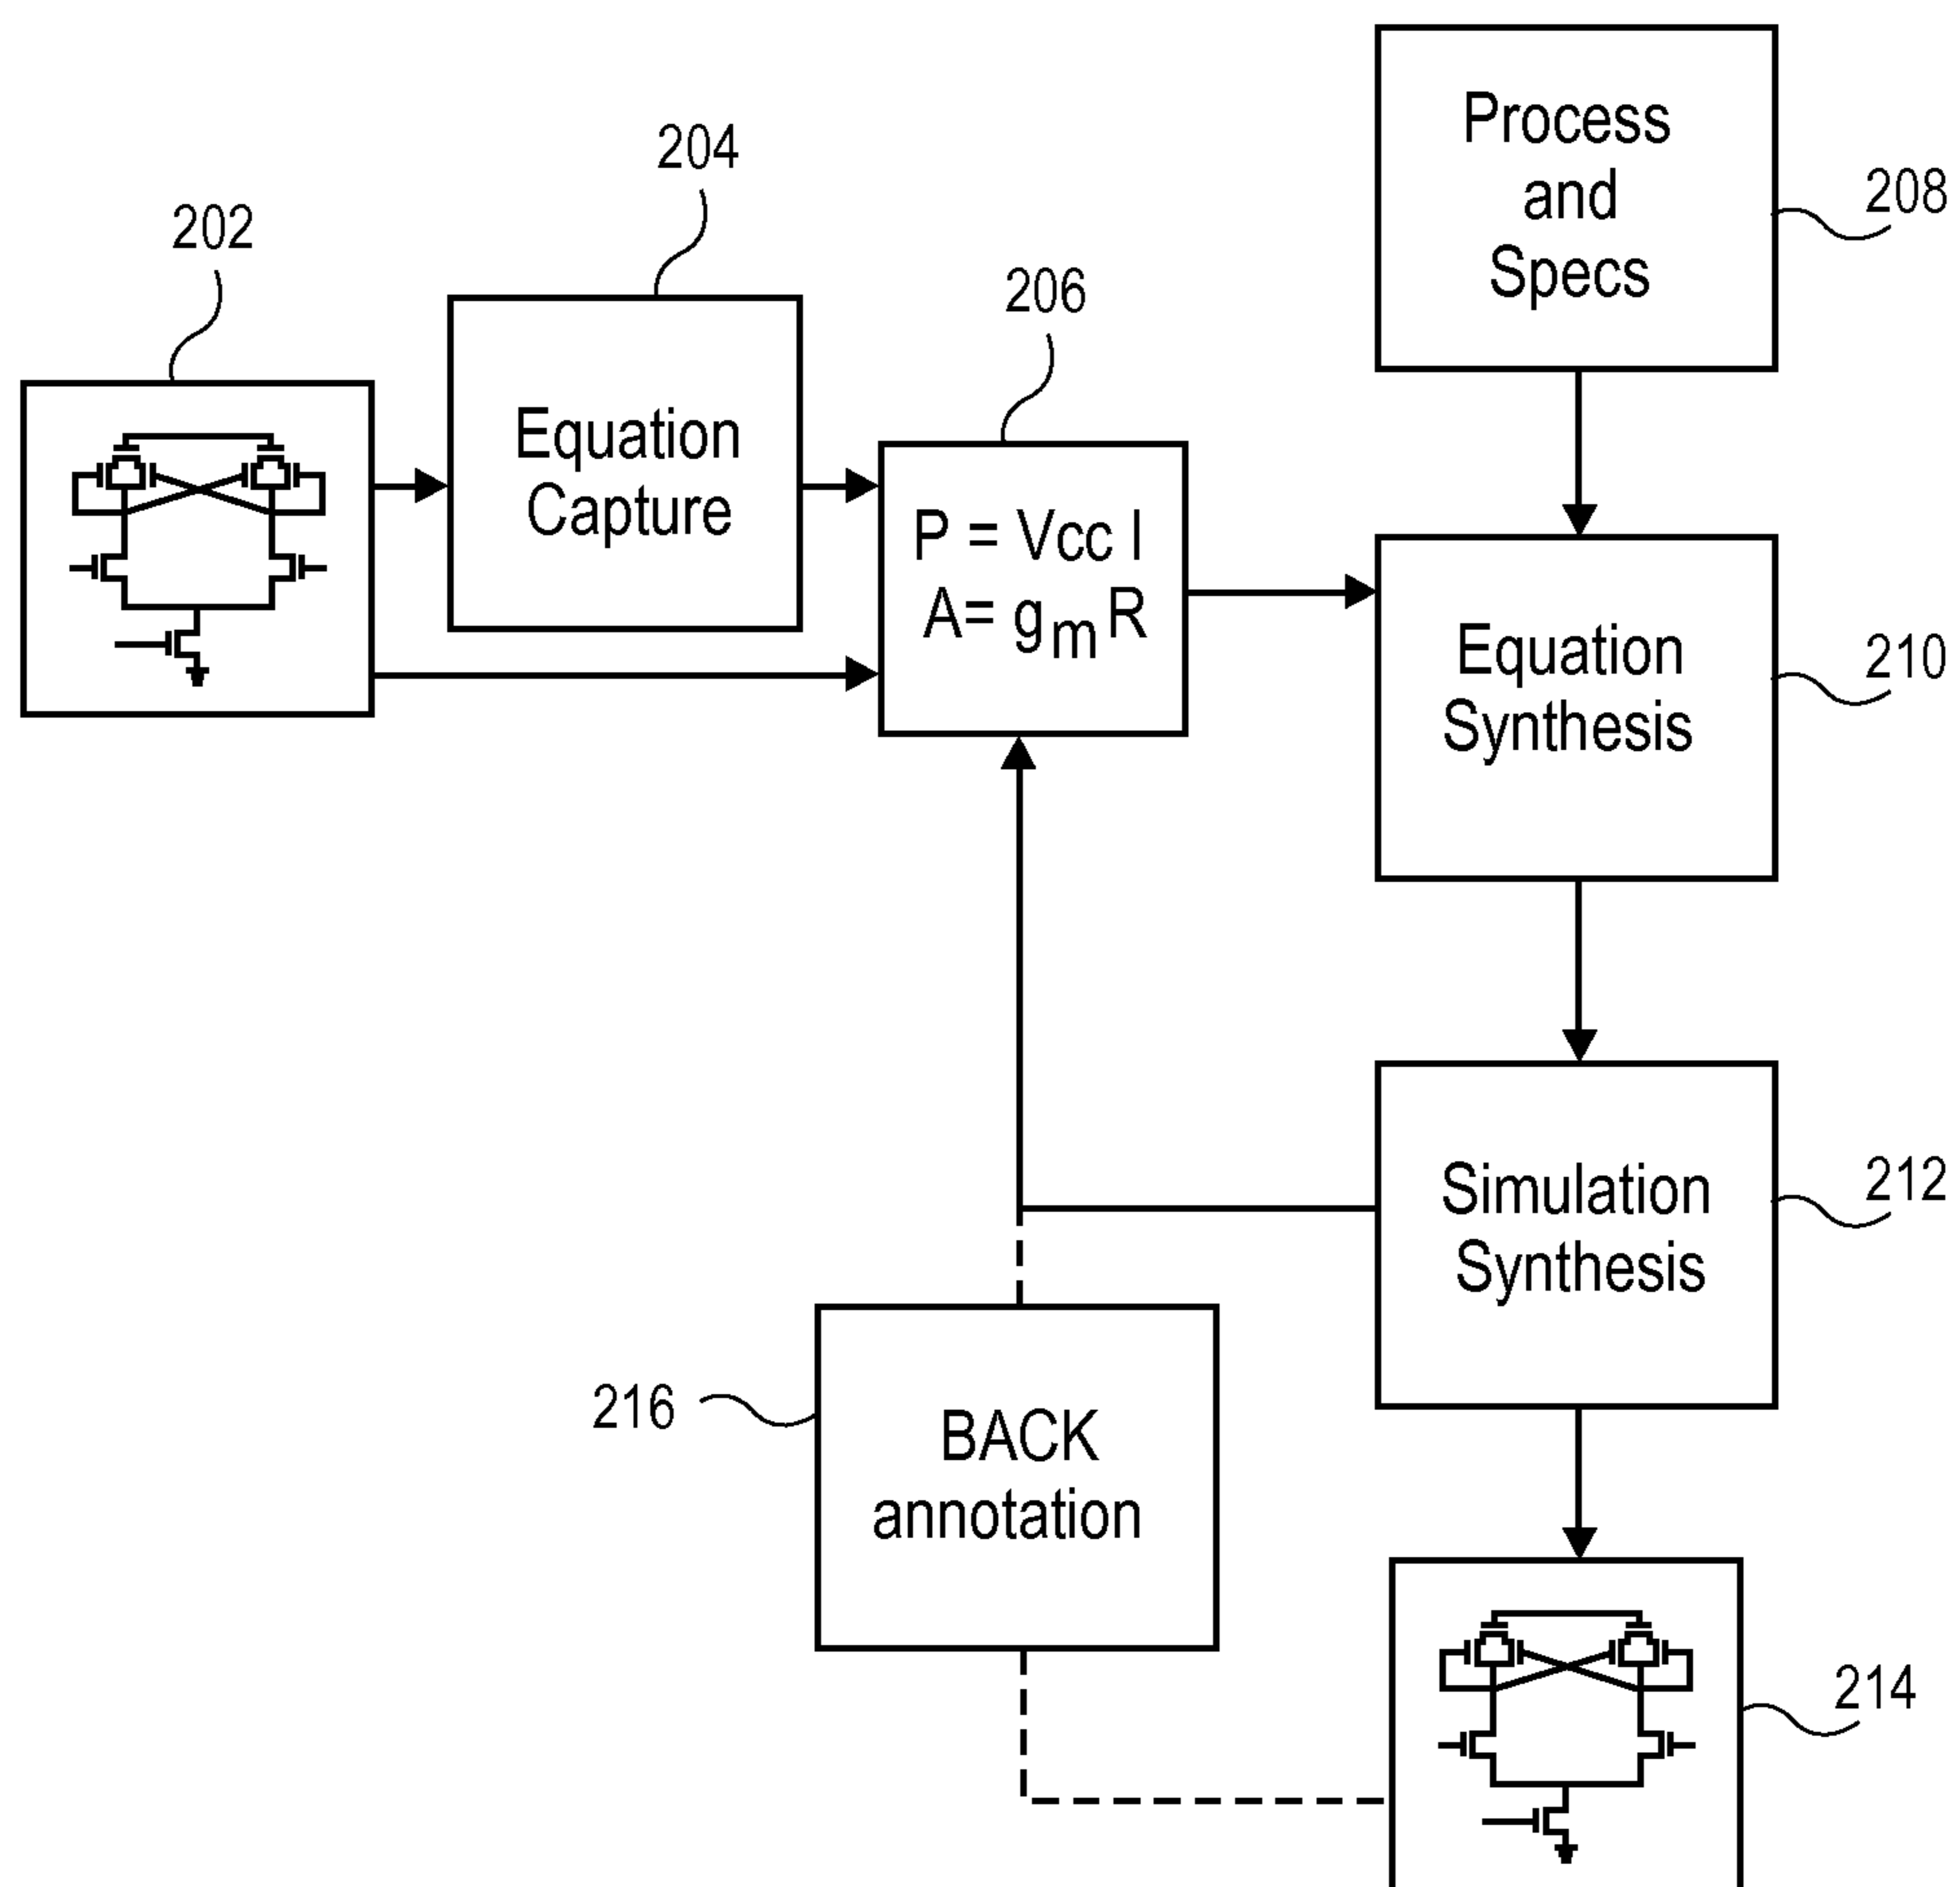 Process
and
Specs
208
204
202
206
Equation
Capture
P = Vcc I
A= gmR
Equation
Synthesis
210
Simulation
Synthesis
212
216
BACK
annotation
214